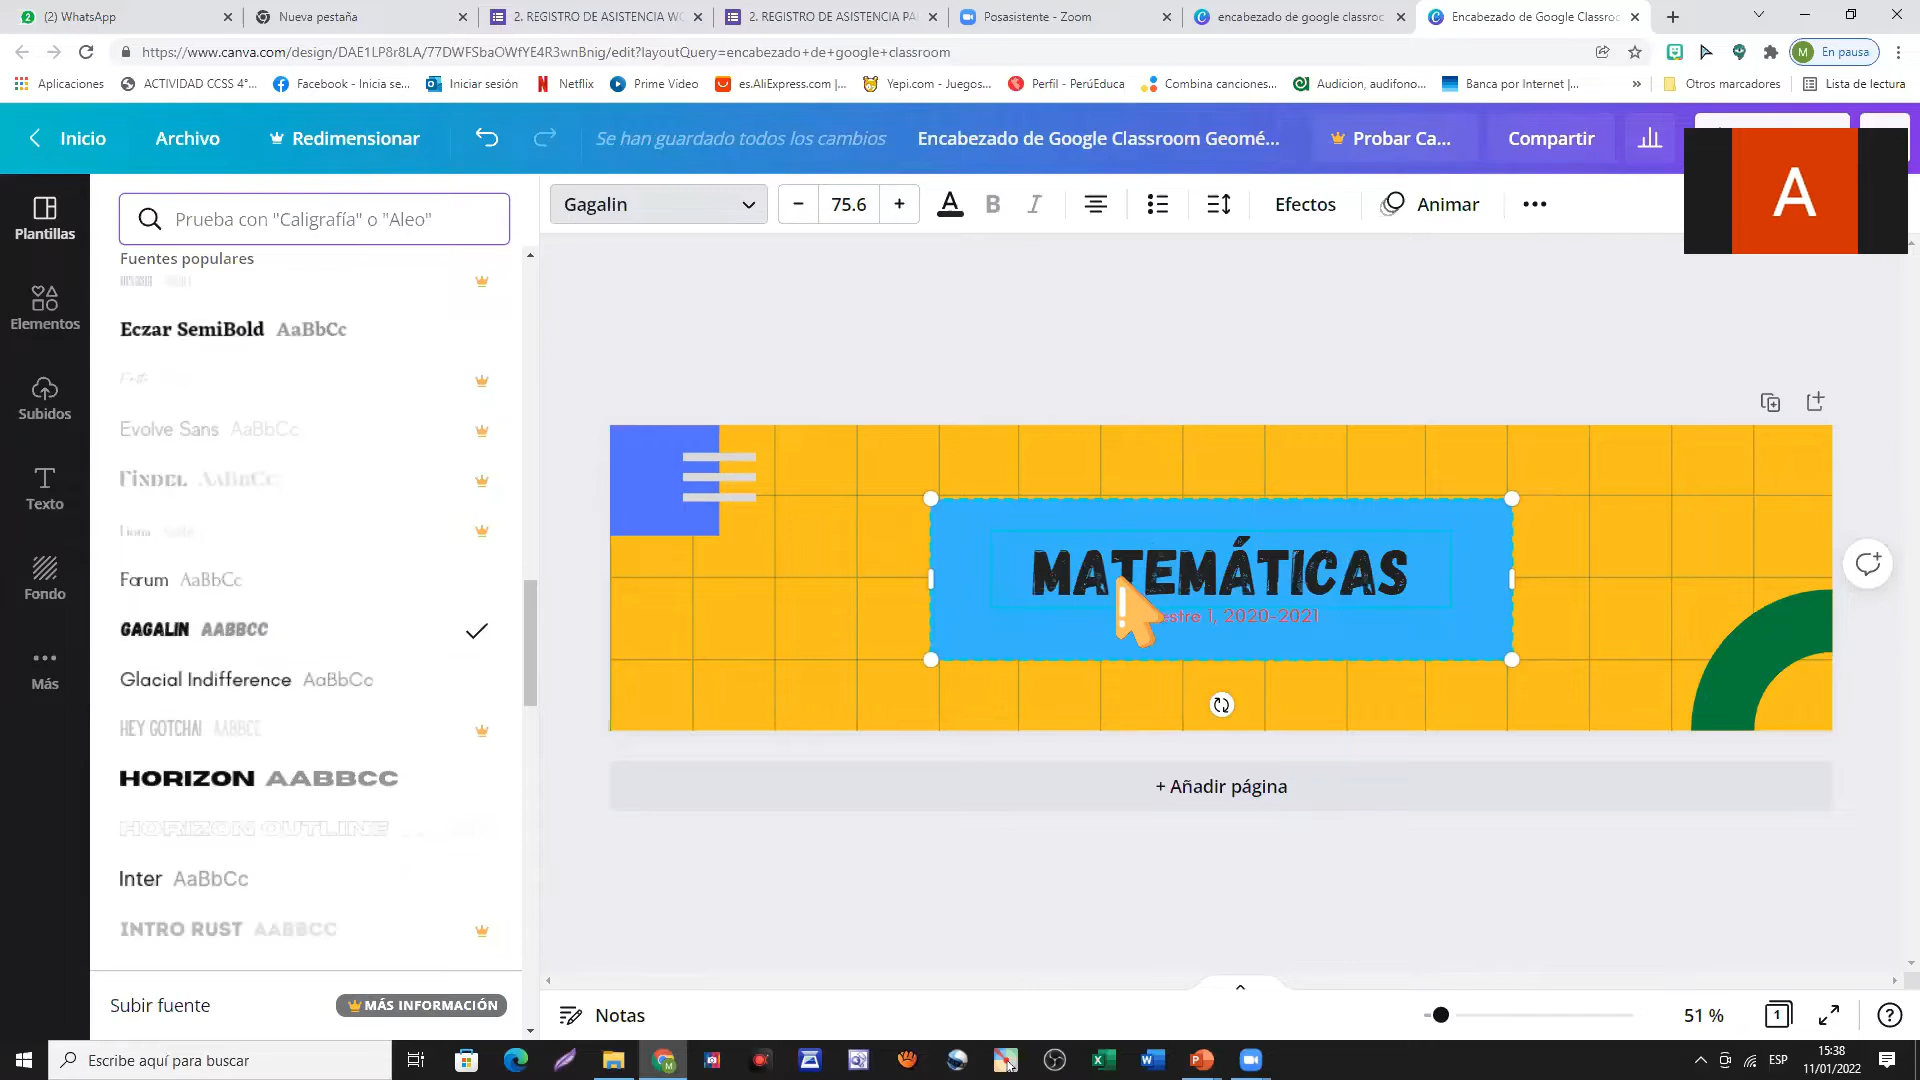 (2) WhatsApp
Nueva pestaña
2. REGISTRO DE ASISTENCIA WO
2. REGISTRO DE ASISTENCIA PA
Posasistente - Zoom
encabezado de google classroo
Encabezado de Google Classroo
https://www.canva.com/design/DAE1LP8r8LA/77DWFSbaOWfYE4R3wnBnig/edit?layoutQuery=encabezado+de+google+classroom
M
En pausa
Aplicaciones
ACTIVIDAD CCSS 4°...
Facebook - Inicia se...
Iniciar sesión
Netflix
Prime Video
es.AliExpress.com |...
Yepi.com - Juegos...
Perfil - PerúEduca
Combina canciones...
Audicion, audifono...
Banca por Internet |...
»
Otros marcadores
Lista de lectura
Inicio
Archivo
Redimensionar
Se han guardado todos los cambios
Encabezado de Google Classroom Geomé...
Probar Ca...
Compartir
A
Plantillas
Elementos
Subidos
Texto
Fondo
Más
Prueba con "Caligrafía" o "Aleo"
Fuentes populares
Eczar SemiBold AaBbCc
Evolve Sans AaBbCc
FINDEL AaBbCc
Forum AaBbCc
GAGALIN AABBCC
Glacial Indifference AaBbCc
HEY GOTCHA! AABBCC
HORIZON AABBCC
HORIZON OUTLINE
Inter AaBbCc
INTRO RUST AABBCC
Subir fuente
MÁS INFORMACIÓN
Gagalin
– 75.6 +
A
B
I
Efectos
Animar
MATEMÁTICAS
estre 1, 2020-2021
+ Añadir página
Notas
51 %
1
?
Escribe aquí para buscar
ESP
15:38
11/01/2022